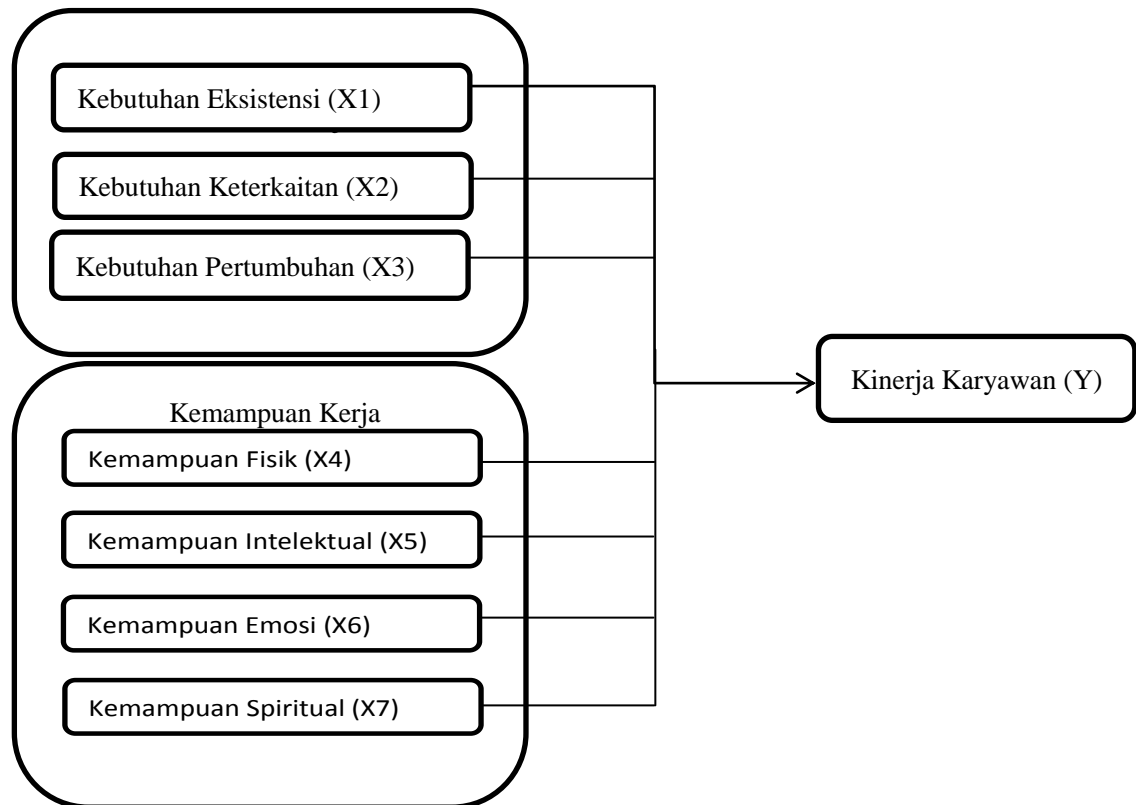 Kebutuhan Eksistensi (X1)
Kebutuhan Keterkaitan (X2)
Kebutuhan Pertumbuhan (X3)
Kinerja Karyawan (Y)
Kemampuan Kerja
Kemampuan Fisik (X4)
Kemampuan Intelektual (X5)
Kemampuan Emosi (X6)
Kemampuan Spiritual (X7)